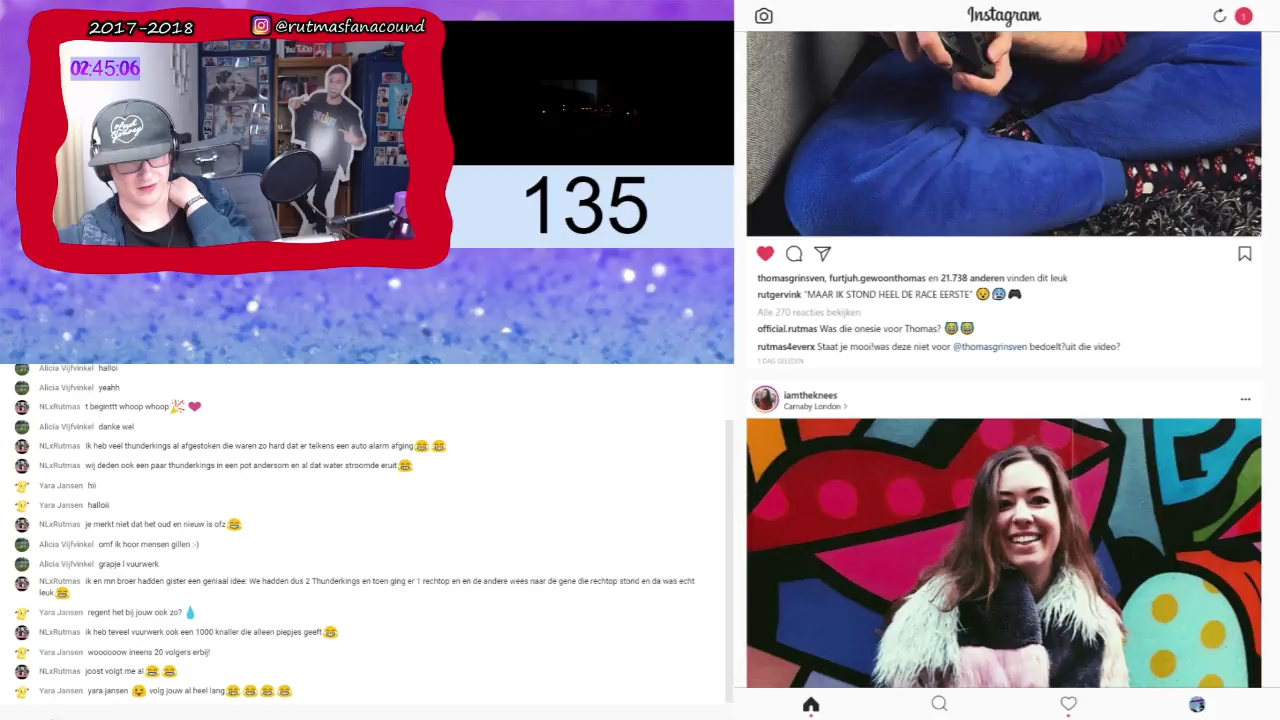 2017-2018
@rutmasfanacound
02:45:06
135
Alicia Vijfvinkel halloi
Alicia Vijfvinkel yeahh
NLxRutmas t beginttt whoop whoop🎉 ❤
Alicia Vijfvinkel danke wel
NLxRutmas Ik heb veel thunderkings al afgestoken die waren zo hard dat er telkens een auto alarm afging😂 😂
NLxRutmas wij deden ook een paar thunderkings in een pot andersom en al dat water stroomde eruit😂
Yara Jansen hii
Yara Jansen halloii
NLxRutmas je merkt niet dat het oud en nieuw is ofz😂
Alicia Vijfvinkel omf ik hoor mensen gillen :-)
Alicia Vijfvinkel grapje l vuurwerk
NLxRutmas ik en mn broer hadden gister een geniaal idee: We hadden dus 2 Thunderkings en toen ging er 1 rechtop en en de andere wees naar de gene die rechtop stond en da was echt
leuk😂
Yara Jansen regent het bij jouw ook zo? 💧
NLxRutmas ik heb teveel vuurwerk ook een 1000 knaller die alleen piepjes geeft😂
Yara Jansen wooooooow ineens 20 volgers erbij!
NLxRutmas joost volgt me al😂 😂
Yara Jansen yara.jansen 😉 volg jouw al heel lang😂 😂 😂 😂
Instagram
1
thomasgrinsven, furtjuh.gewoonthomas en 21.738 anderen vinden dit leuk
rutgervink "MAAR IK STOND HEEL DE RACE EERSTE" 😯 😰 🎮
Alle 270 reacties bekijken
official.rutmas Was die onesie voor Thomas?
rutmas4everx Staat je mooi!was deze niet voor @thomasgrinsven bedoelt?uit die video?
1 DAG GELEDEN
iamtheknees
Carnaby London >